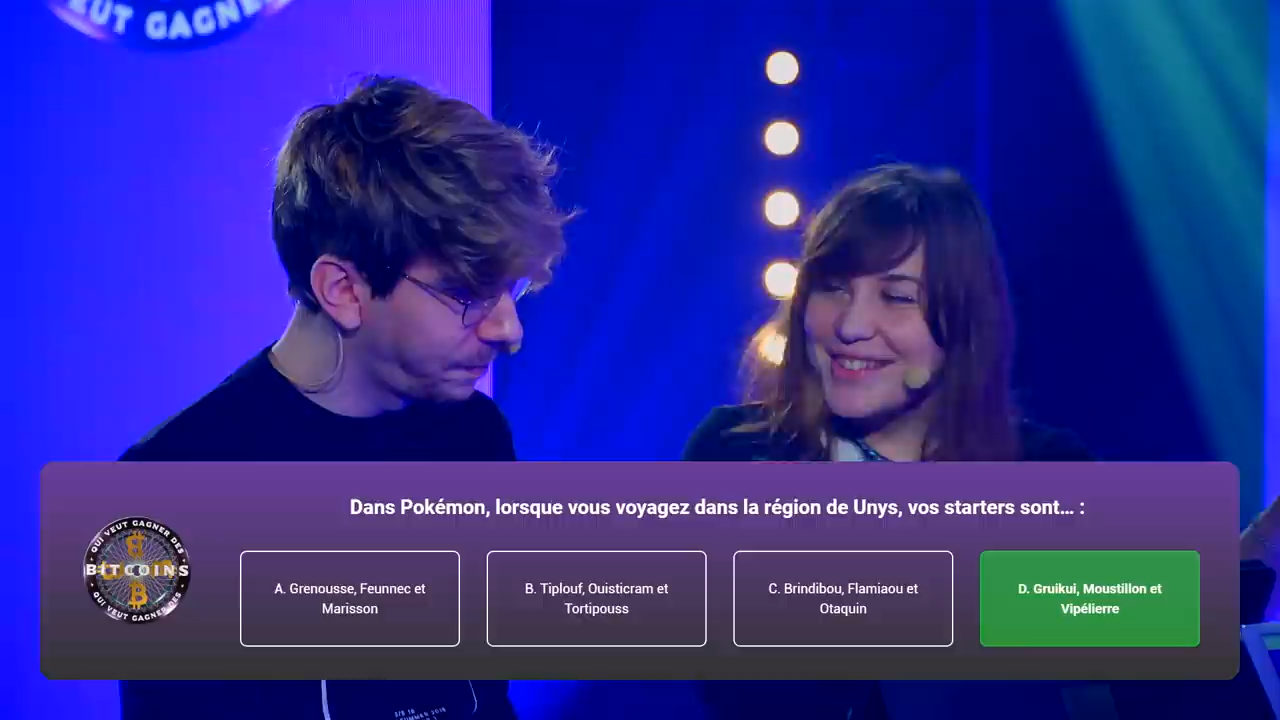 EUT GAGNE
Dans Pokémon, lorsque vous voyagez dans la région de Unys, vos starters sont... :
QUI VEUT GAGNER DES
BITCOINS
QUI VEUT GAGNER DES
A. Grenousse, Feunnec et
Marisson
B. Tiplouf, Ouisticram et
Tortipouss
C. Brindibou, Flamiaou et
Otaquin
D. Gruikui, Moustillon et
Vipélierre